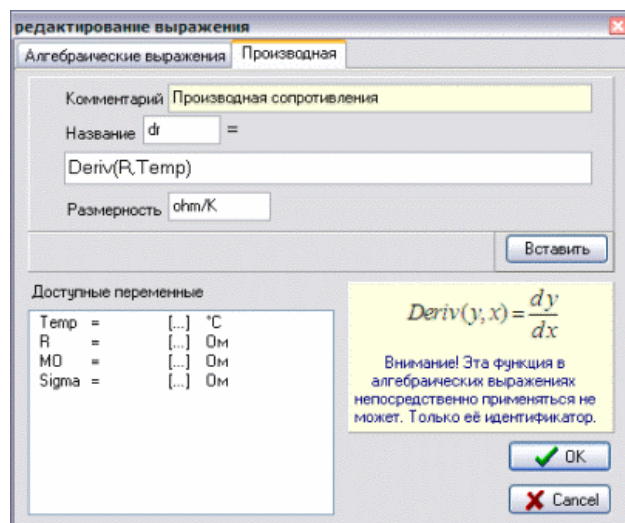 редактирование выражения
Алгебраические выражения Производная
Комментарий Производная сопротивления
Название dr =
Deriv(R,Temp)
Размерность ohm/K
Вставить
Доступные переменные
Temp = [...] °C
R = [...] Ом
МО = [...] Ом
Sigma = [...] Ом
Deriv(y,x) = dy
dx
Внимание! Эта функция в
алгебраических выражениях
непосредственно применяться не
может. Только её идентификатор.
OK
Cancel